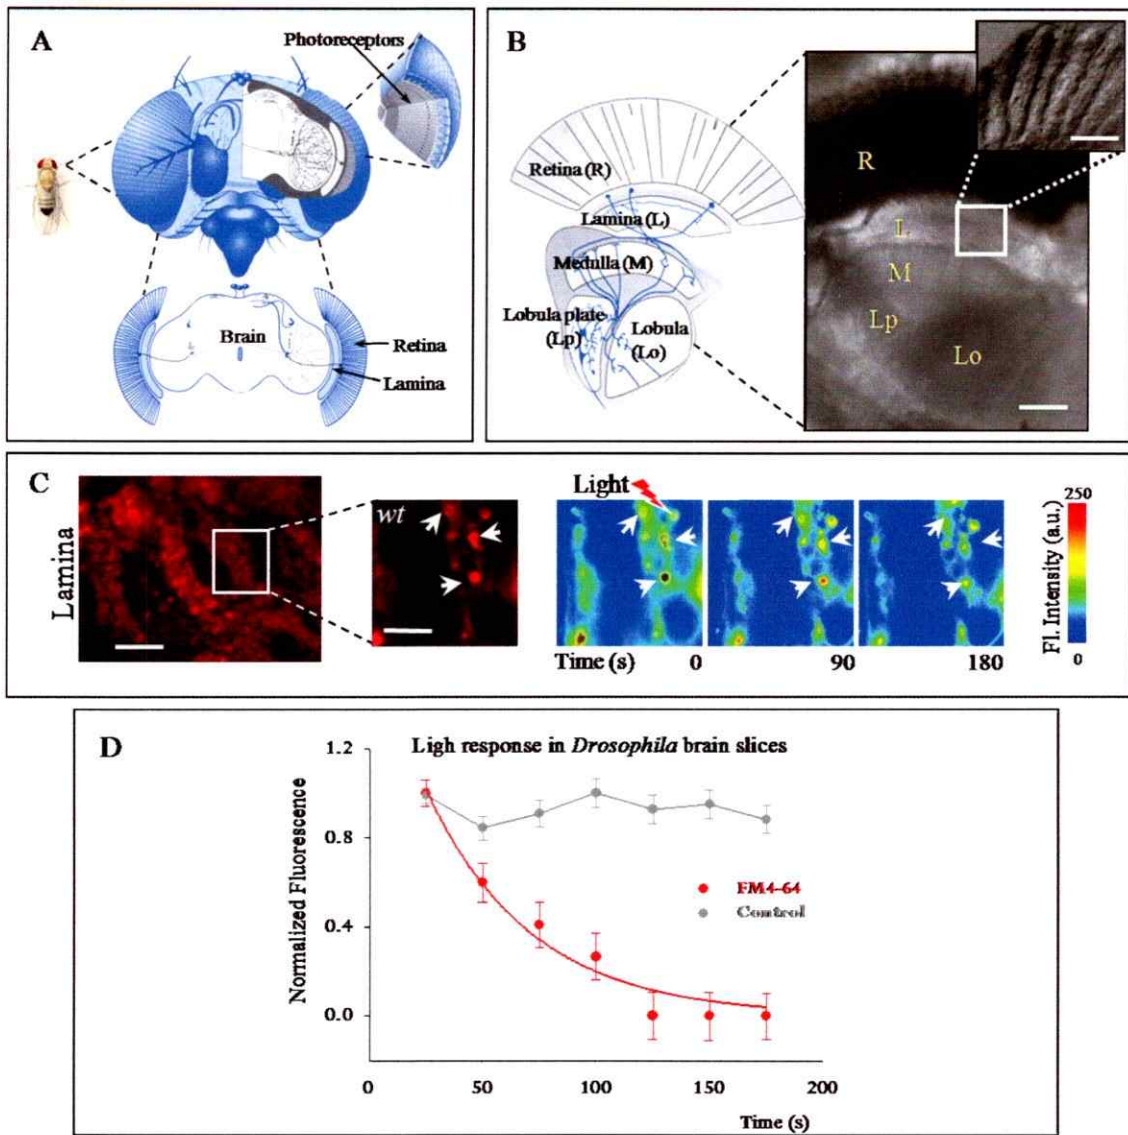 A
Photoreceptors
Brain
Retina
Lamina
B
Retina (R)
Lamina (L)
Medulla (M)
Lobula plate
(Lp)
Lobula
(Lo)
R
L
M
Lp
Lo
C
Lamina
wt
Light
Time (s)
0
90
180
250
Fl. Intensity (a.u.)
0
D
Ligh response in Drosophila brain slices
Normalized Fluorescence
1.2
0.8
0.4
0.0
FM4-64
Control
0
50
100
150
200
Time (s)